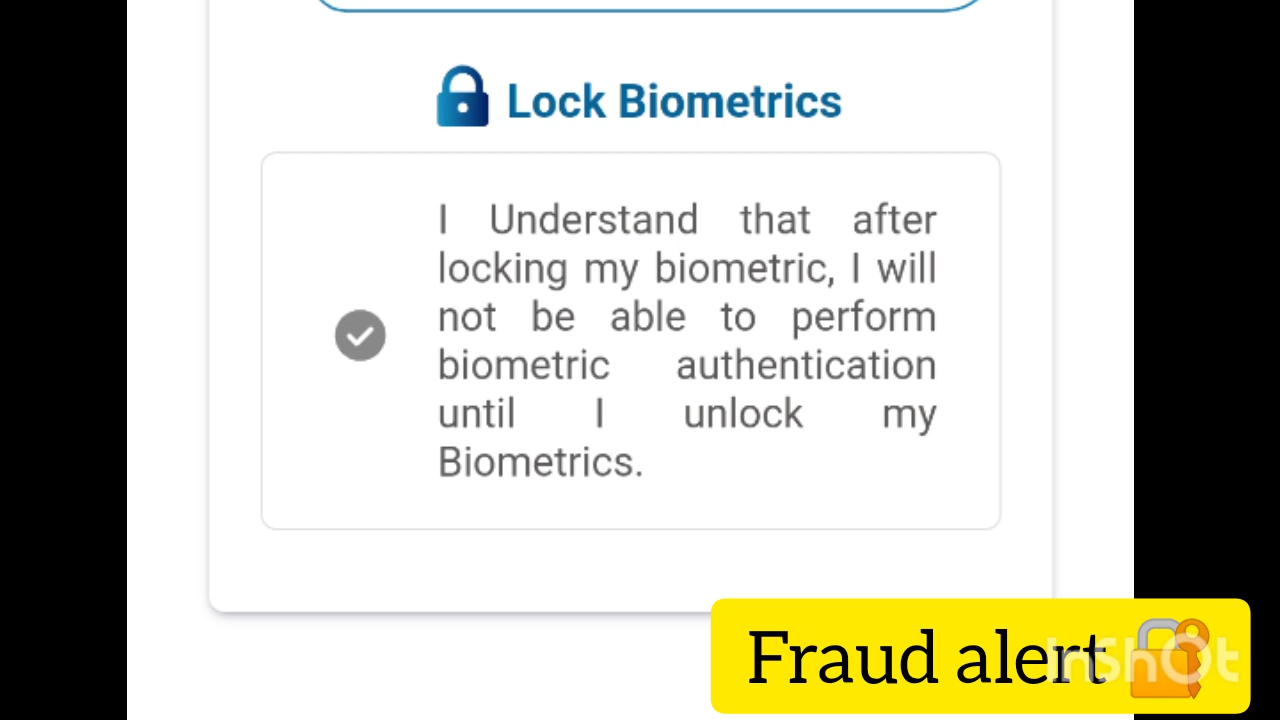 Lock Biometrics
I Understand that after
locking my biometric, I will
not be able to perform
biometric authentication
until I unlock my
Biometrics.
Fraud alert
InShOt